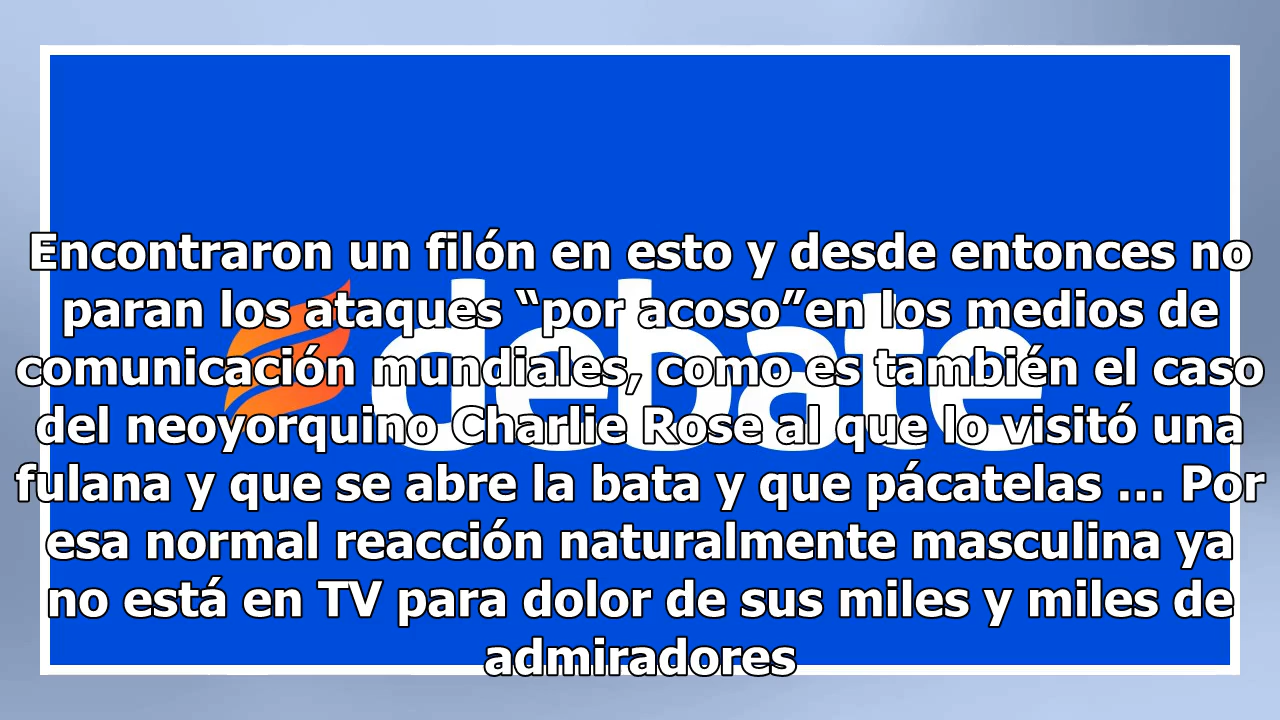 Encontraron un filón en esto y desde entonces no
paran los ataques “por acoso”en los medios de
comunicación mundiales, como es también el caso
del neoyorquino Charlie Rose al que lo visitó una
fulana y que se abre la bata y que pácatelas ... Por
esa normal reacción naturalmente masculina ya
no está en TV para dolor de sus miles y miles de
admiradores
debate